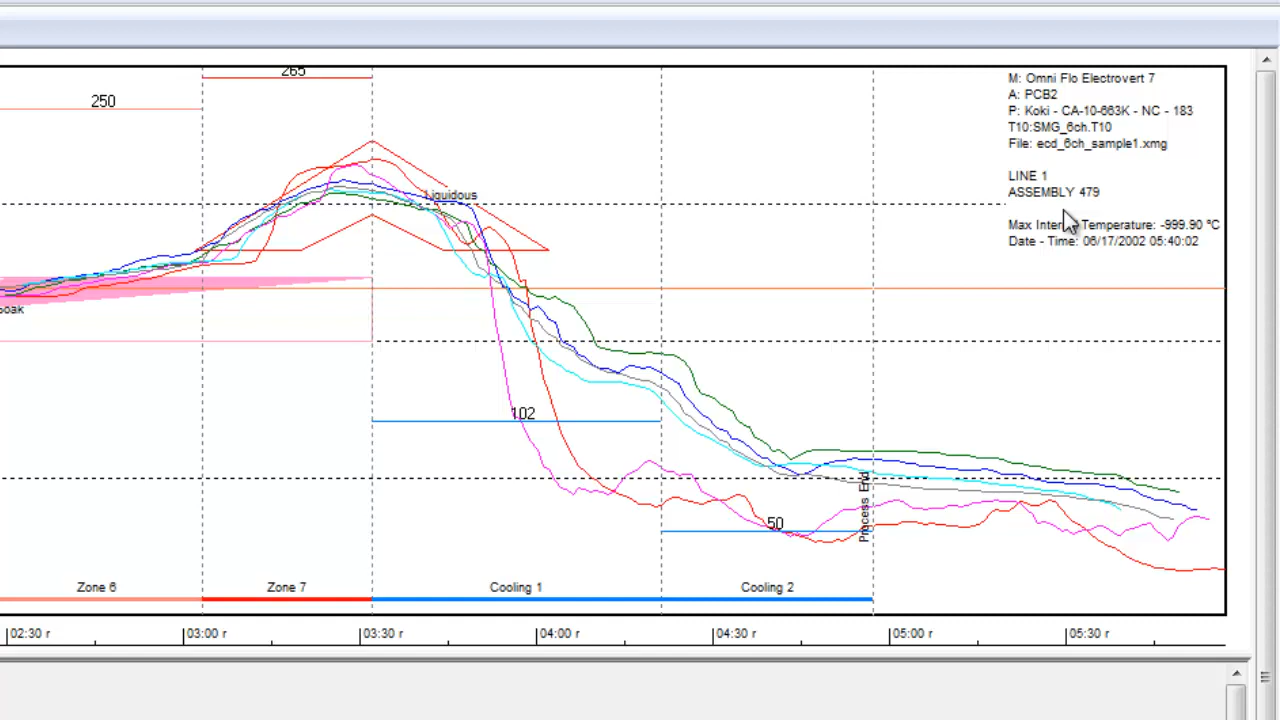 265
250
M: Omni Flo Electrovert 7
A: PCB2
P: Koki - CA-10-663K - NC - 183
T10:SMG_6ch.T10
File: ecd_6ch_sample1.xmg
LINE 1
ASSEMBLY 479
Liquidous
Max Inter Temperature: -999.90 ºC
Date - Time: 06/17/2002 05:40:02
oak
102
50
Process End
Zone 6
Zone 7
Cooling 1
Cooling 2
02:30 r
03:00 r
03:30 r
04:00 r
04:30 r
05:00 r
05:30 r